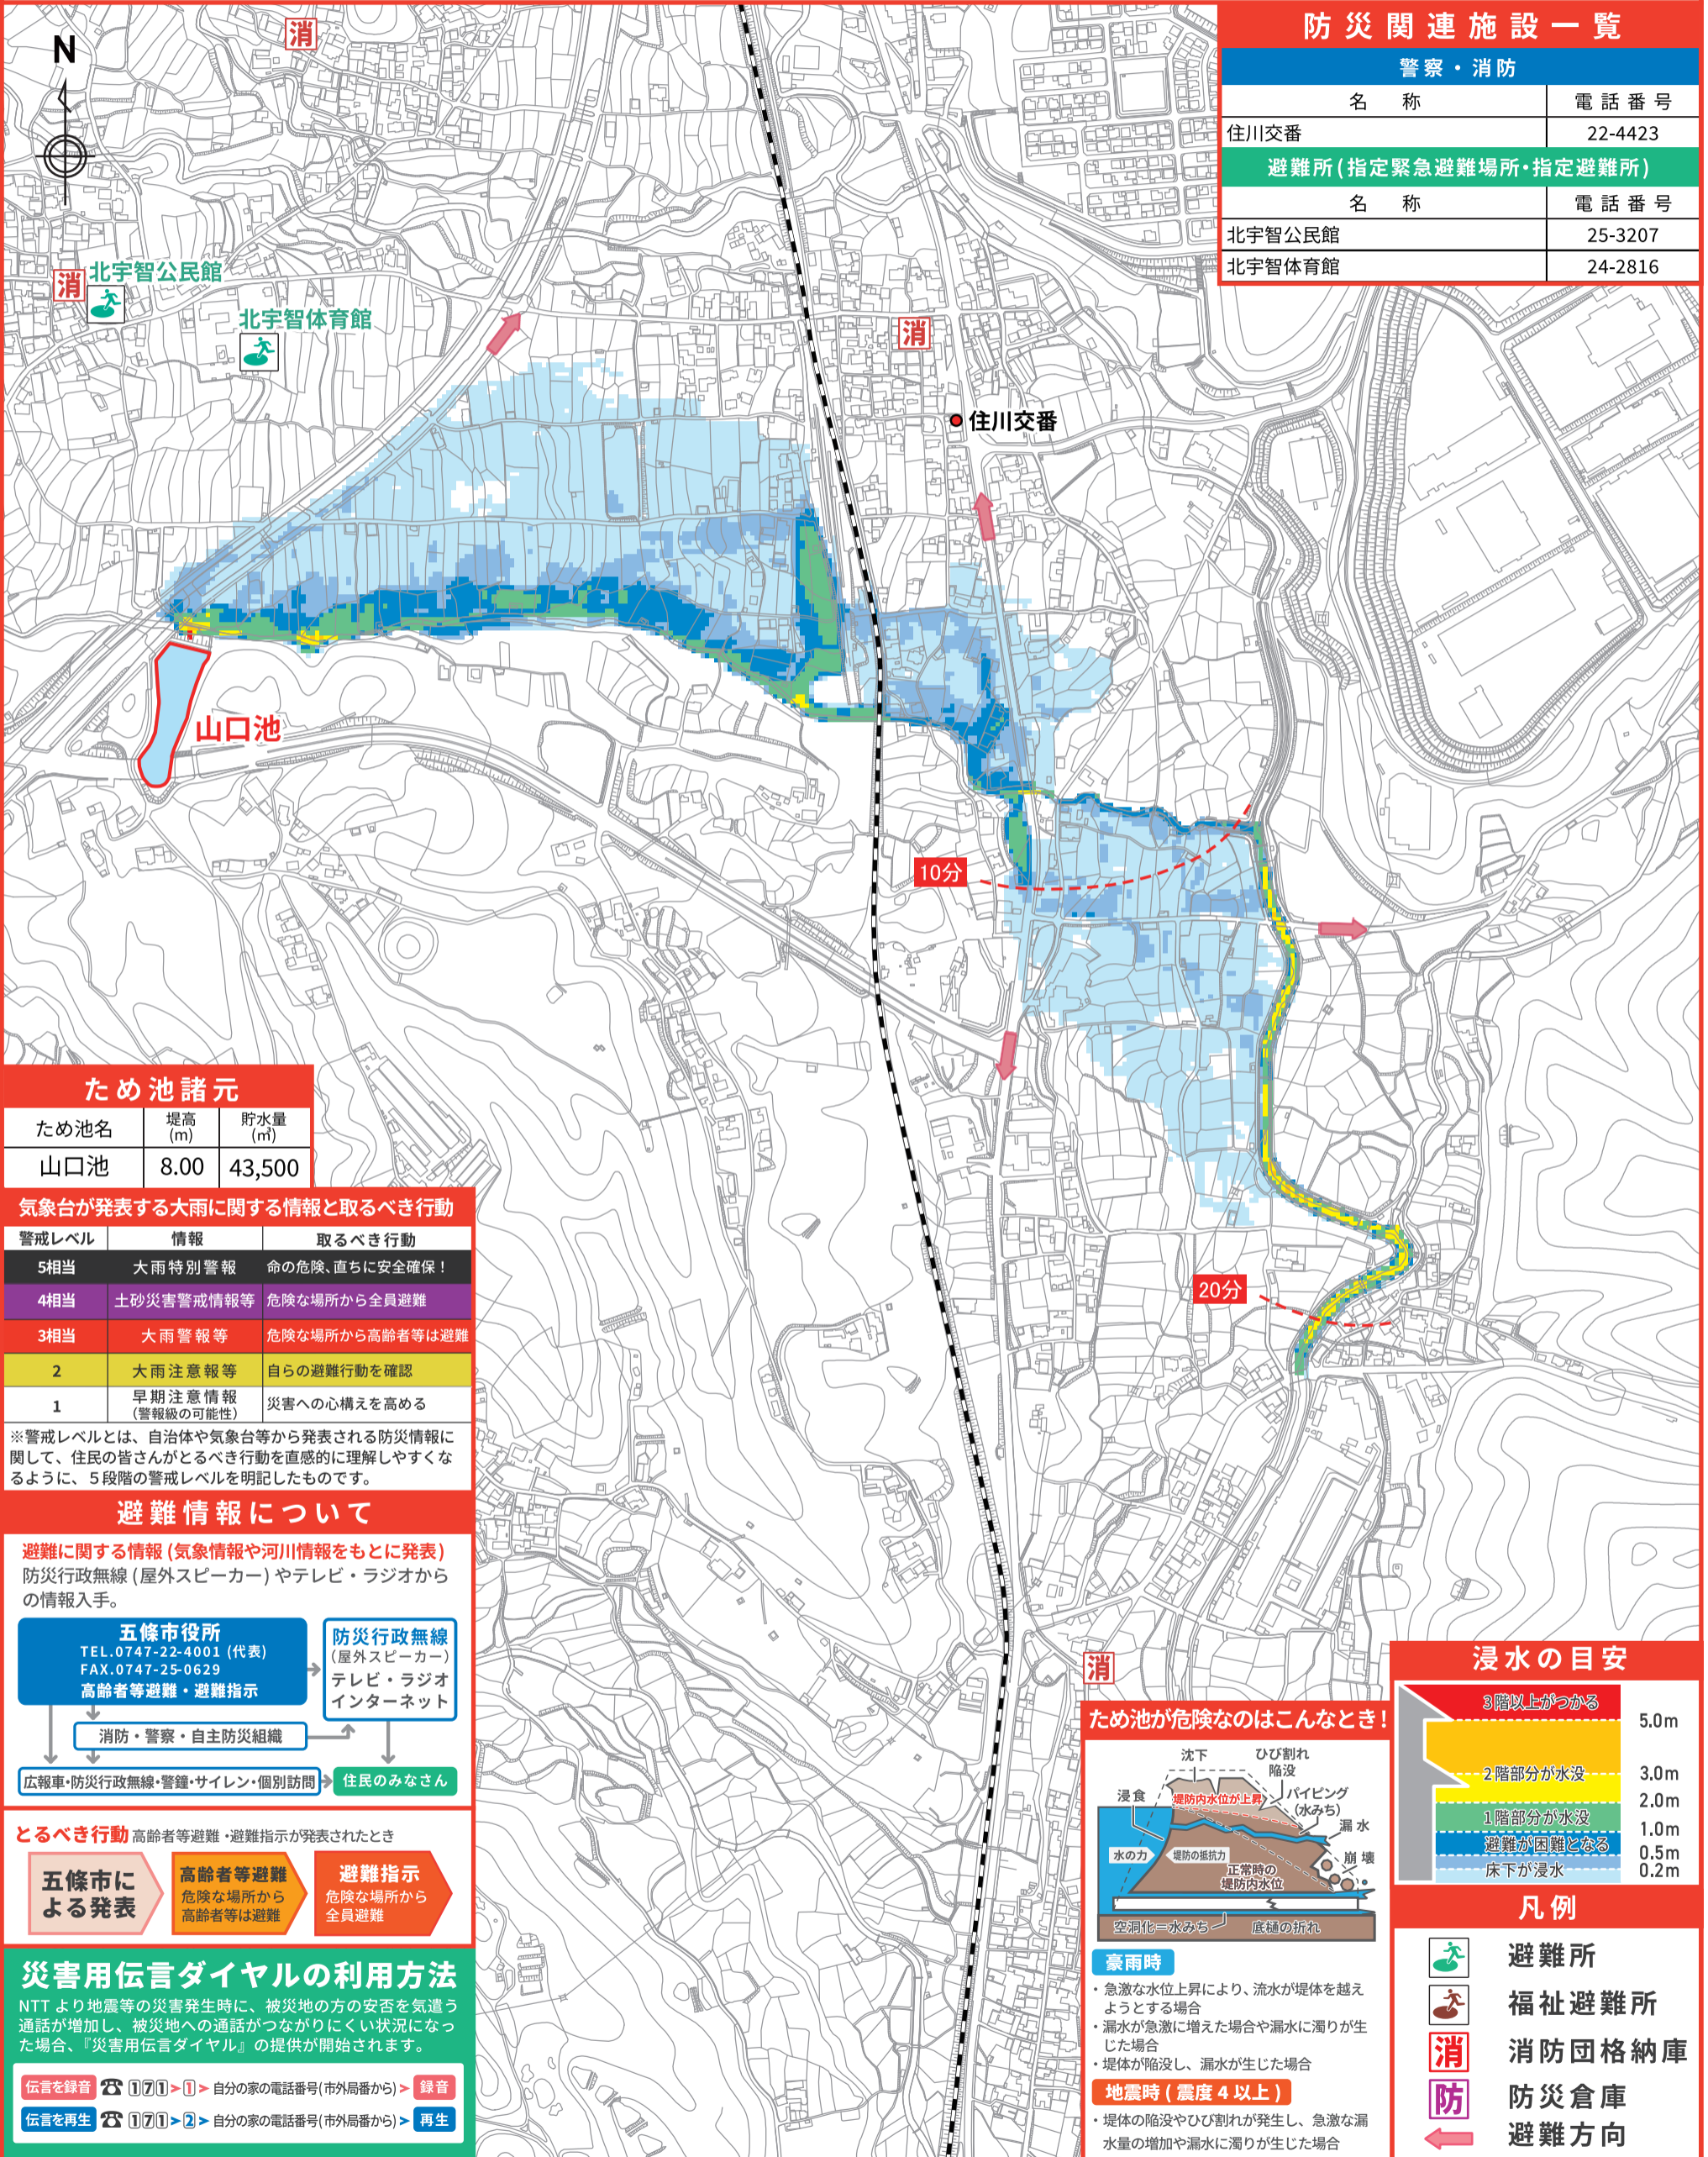 N
消
防災関連施設一覧
警察・消防
名　称
電話番号
住川交番
22-4423
避難所(指定緊急避難場所・指定避難所)
名　称
電話番号
北宇智公民館
25-3207
北宇智体育館
24-2816
消
北宇智公民館
北宇智体育館
消
住川交番
山口池
10分
20分
消
ため池諸元
ため池名
堤高
(m)
貯水量
(㎥)
山口池
8.00
43,500
気象台が発表する大雨に関する情報と取るべき行動
警戒レベル
情報
取るべき行動
5相当
大雨特別警報
命の危険、直ちに安全確保！
4相当
土砂災害警戒情報等
危険な場所から全員避難
3相当
大雨警報等
危険な場所から高齢者等は避難
2
大雨注意報等
自らの避難行動を確認
1
早期注意情報
(警報級の可能性)
災害への心構えを高める
※警戒レベルとは、自治体や気象台等から発表される防災情報に
関して、住民の皆さんがとるべき行動を直感的に理解しやすくな
るように、５段階の警戒レベルを明記したものです。
避難情報について
避難に関する情報(気象情報や河川情報をもとに発表)
防災行政無線(屋外スピーカー)やテレビ・ラジオから
の情報入手。
五條市役所
TEL.0747-22-4001 (代表)
FAX.0747-25-0629
高齢者等避難・避難指示
防災行政無線
(屋外スピーカー)
テレビ・ラジオ
インターネット
消防・警察・自主防災組織
広報車・防災行政無線・警鐘・サイレン・個別訪問
住民のみなさん
とるべき行動 高齢者等避難・避難指示が発表されたとき
五條市に
よる発表
高齢者等避難
危険な場所から
高齢者等は避難
避難指示
危険な場所から
全員避難
災害用伝言ダイヤルの利用方法
NTTより地震等の災害発生時に、被災地の方の安否を気遣う
通話が増加し、被災地への通話がつながりにくい状況になっ
た場合、『災害用伝言ダイヤル』の提供が開始されます。
伝言を録音 ☎ 171>1> 自分の家の電話番号(市外局番から)> 録音
伝言を再生 ☎ 171>2> 自分の家の電話番号(市外局番から)> 再生
ため池が危険なのはこんなとき！
沈下
ひび割れ
陥没
浸食
堤防内水位が上昇
パイピング
(水みち)
漏水
水の力
堤防の抵抗力
崩壊
正常時の
堤防内水位
空洞化＝水みち
底樋の折れ
豪雨時
・急激な水位上昇により、流水が堤体を越え
ようとする場合
・漏水が急激に増えた場合や漏水に濁りが生
じた場合
・堤体が陥没し、漏水が生じた場合
地震時(震度４以上)
・堤体の陥没やひび割れが発生し、急激な漏
水量の増加や漏水に濁りが生じた場合
浸水の目安
3階以上がつかる
5.0m
2階部分が水没
3.0m
2.0m
1階部分が水没
1.0m
避難が困難となる
0.5m
床下が浸水
0.2m
凡例
避難所
福祉避難所
消
消防団格納庫
防
防災倉庫
避難方向